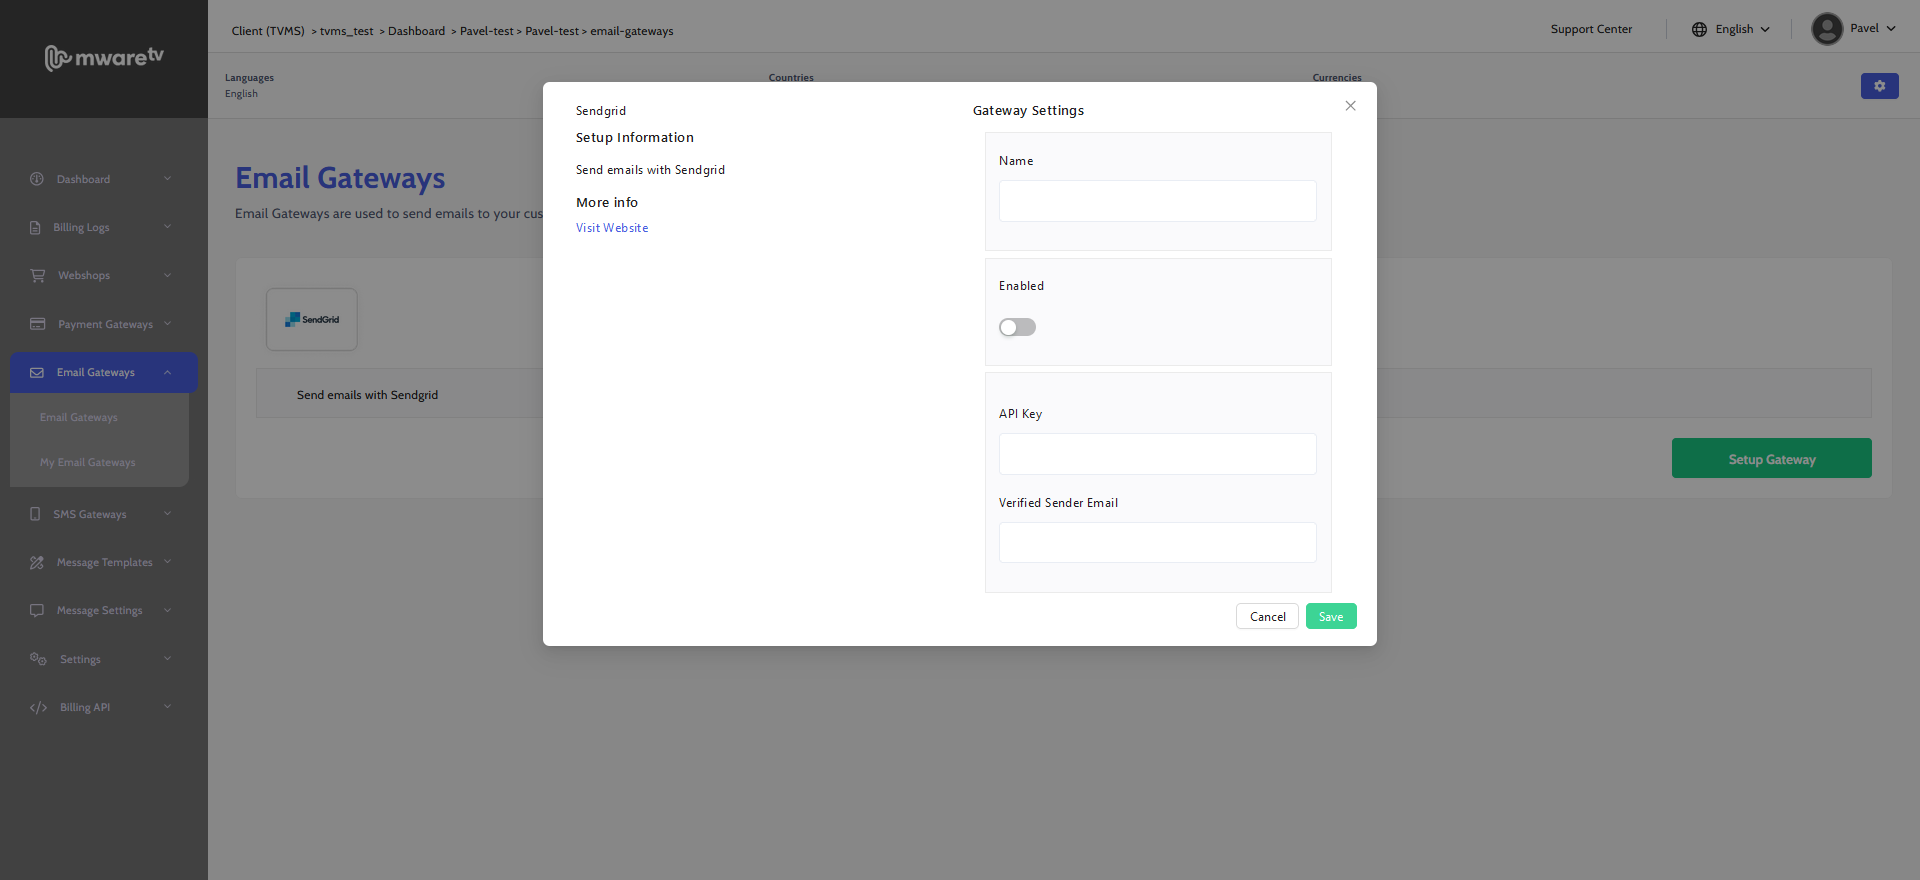 mwaretv
Client (TVMS) > tvms_test > Dashboard > Pavel-test > Pavel-test > email-gateways
Support Center
English
Pavel
Languages
English
Countries
Currencies
Dashboard
Billing Logs
Webshops
Payment Gateways
Email Gateways
Email Gateways
My Email Gateways
SMS Gateways
Message Templates
Message Settings
Settings
Billing API
Email Gateways
Email Gateways are used to send emails to your cus
SendGrid
Send emails with Sendgrid
Setup Gateway
Sendgrid
Setup Information
Send emails with Sendgrid
More info
Visit Website
Gateway Settings
Name
Enabled
API Key
Verified Sender Email
Cancel
Save